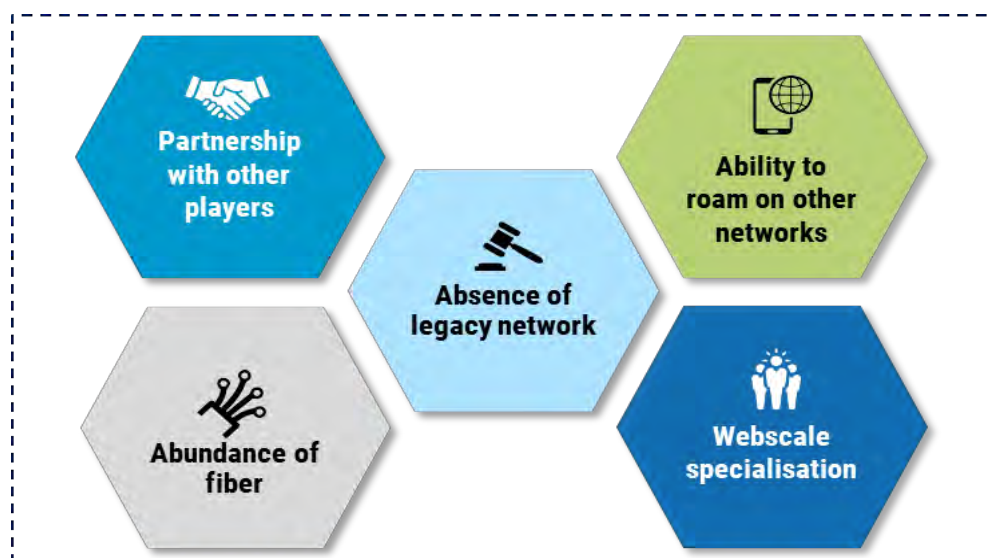 Partnership
with other
players
Ability to
roam on other
networks
Absence of
legacy network
Abundance of
fiber
Webscale
specialisation